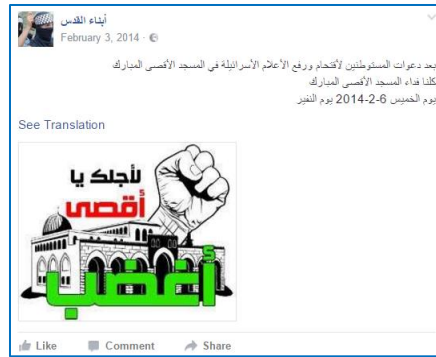 أبناء القدس
February 3, 2014
بعد دعوات المستوطنين لأقتحام ورفع الأعلام الأسرائيلة في المسجد الأقصى المبارك
كلنا فداء المسجد الأقصى المبارك
يوم الخميس 6-2-2014 يوم النفير
See Translation
لأجلك يا
أقصى
أغضب
Like Comment Share